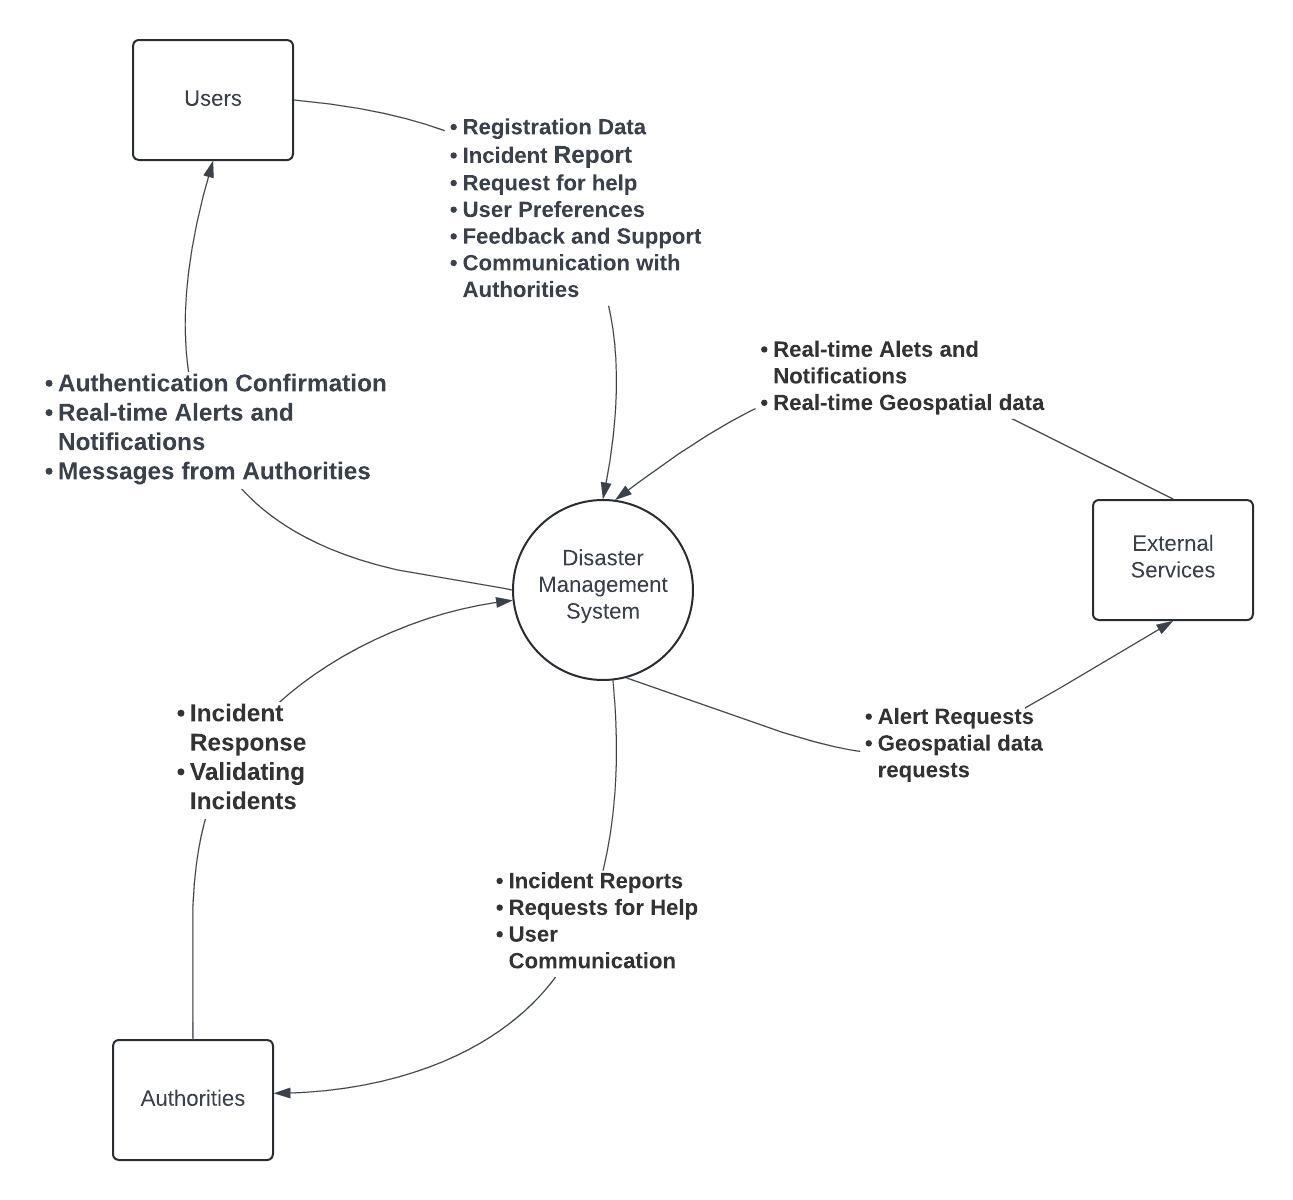 Users
• Registration Data
• Incident Report
• Request for help
• User Preferences
• Feedback and Support
• Communication with
Authorities
• Real-time Alets and
Notifications
• Real-time Geospatial data
• Authentication Confirmation
• Real-time Alerts and
Notifications
• Messages from Authorities
Disaster
Management
System
External
Services
• Incident
Response
• Validating
Incidents
• Alert Requests
• Geospatial data
requests
• Incident Reports
• Requests for Help
• User
Communication
Authorities